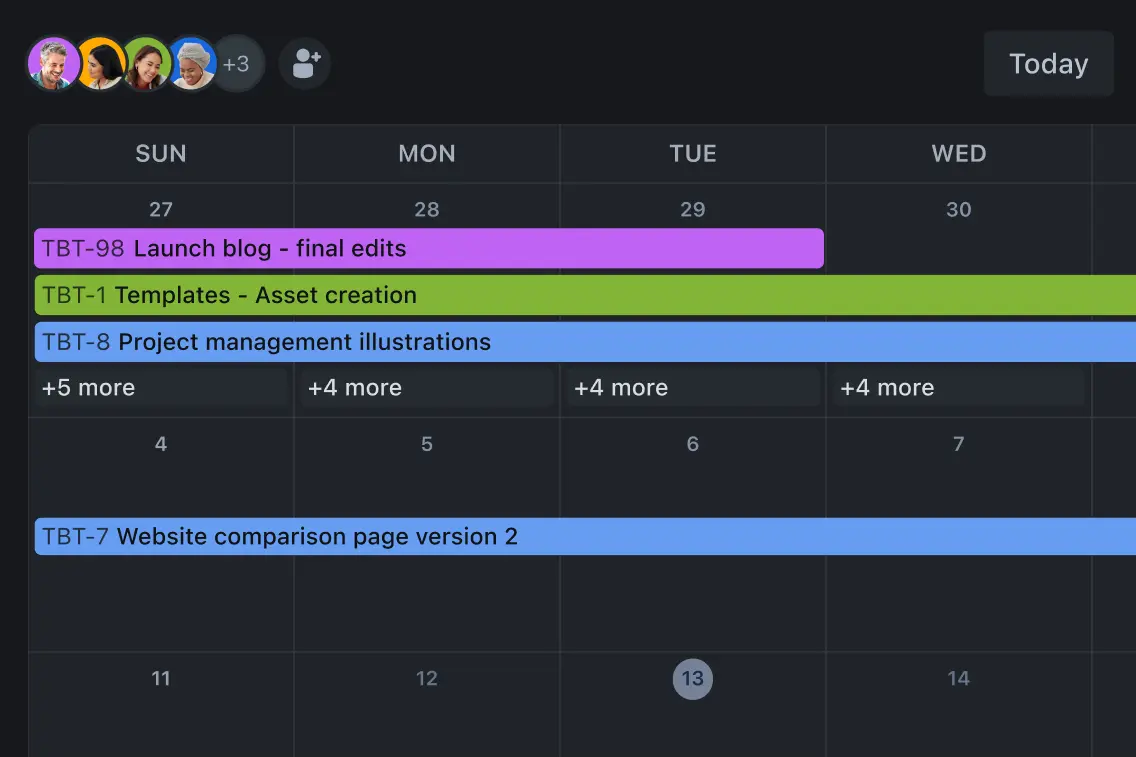 +3
Today
SUN MON TUE WED
27 28 29 30
TBT-98 Launch blog - final edits
TBT-1 Templates - Asset creation
TBT-8 Project management illustrations
+5 more +4 more +4 more +4 more
4 5 6 7
TBT-7 Website comparison page version 2
11 12 13 14